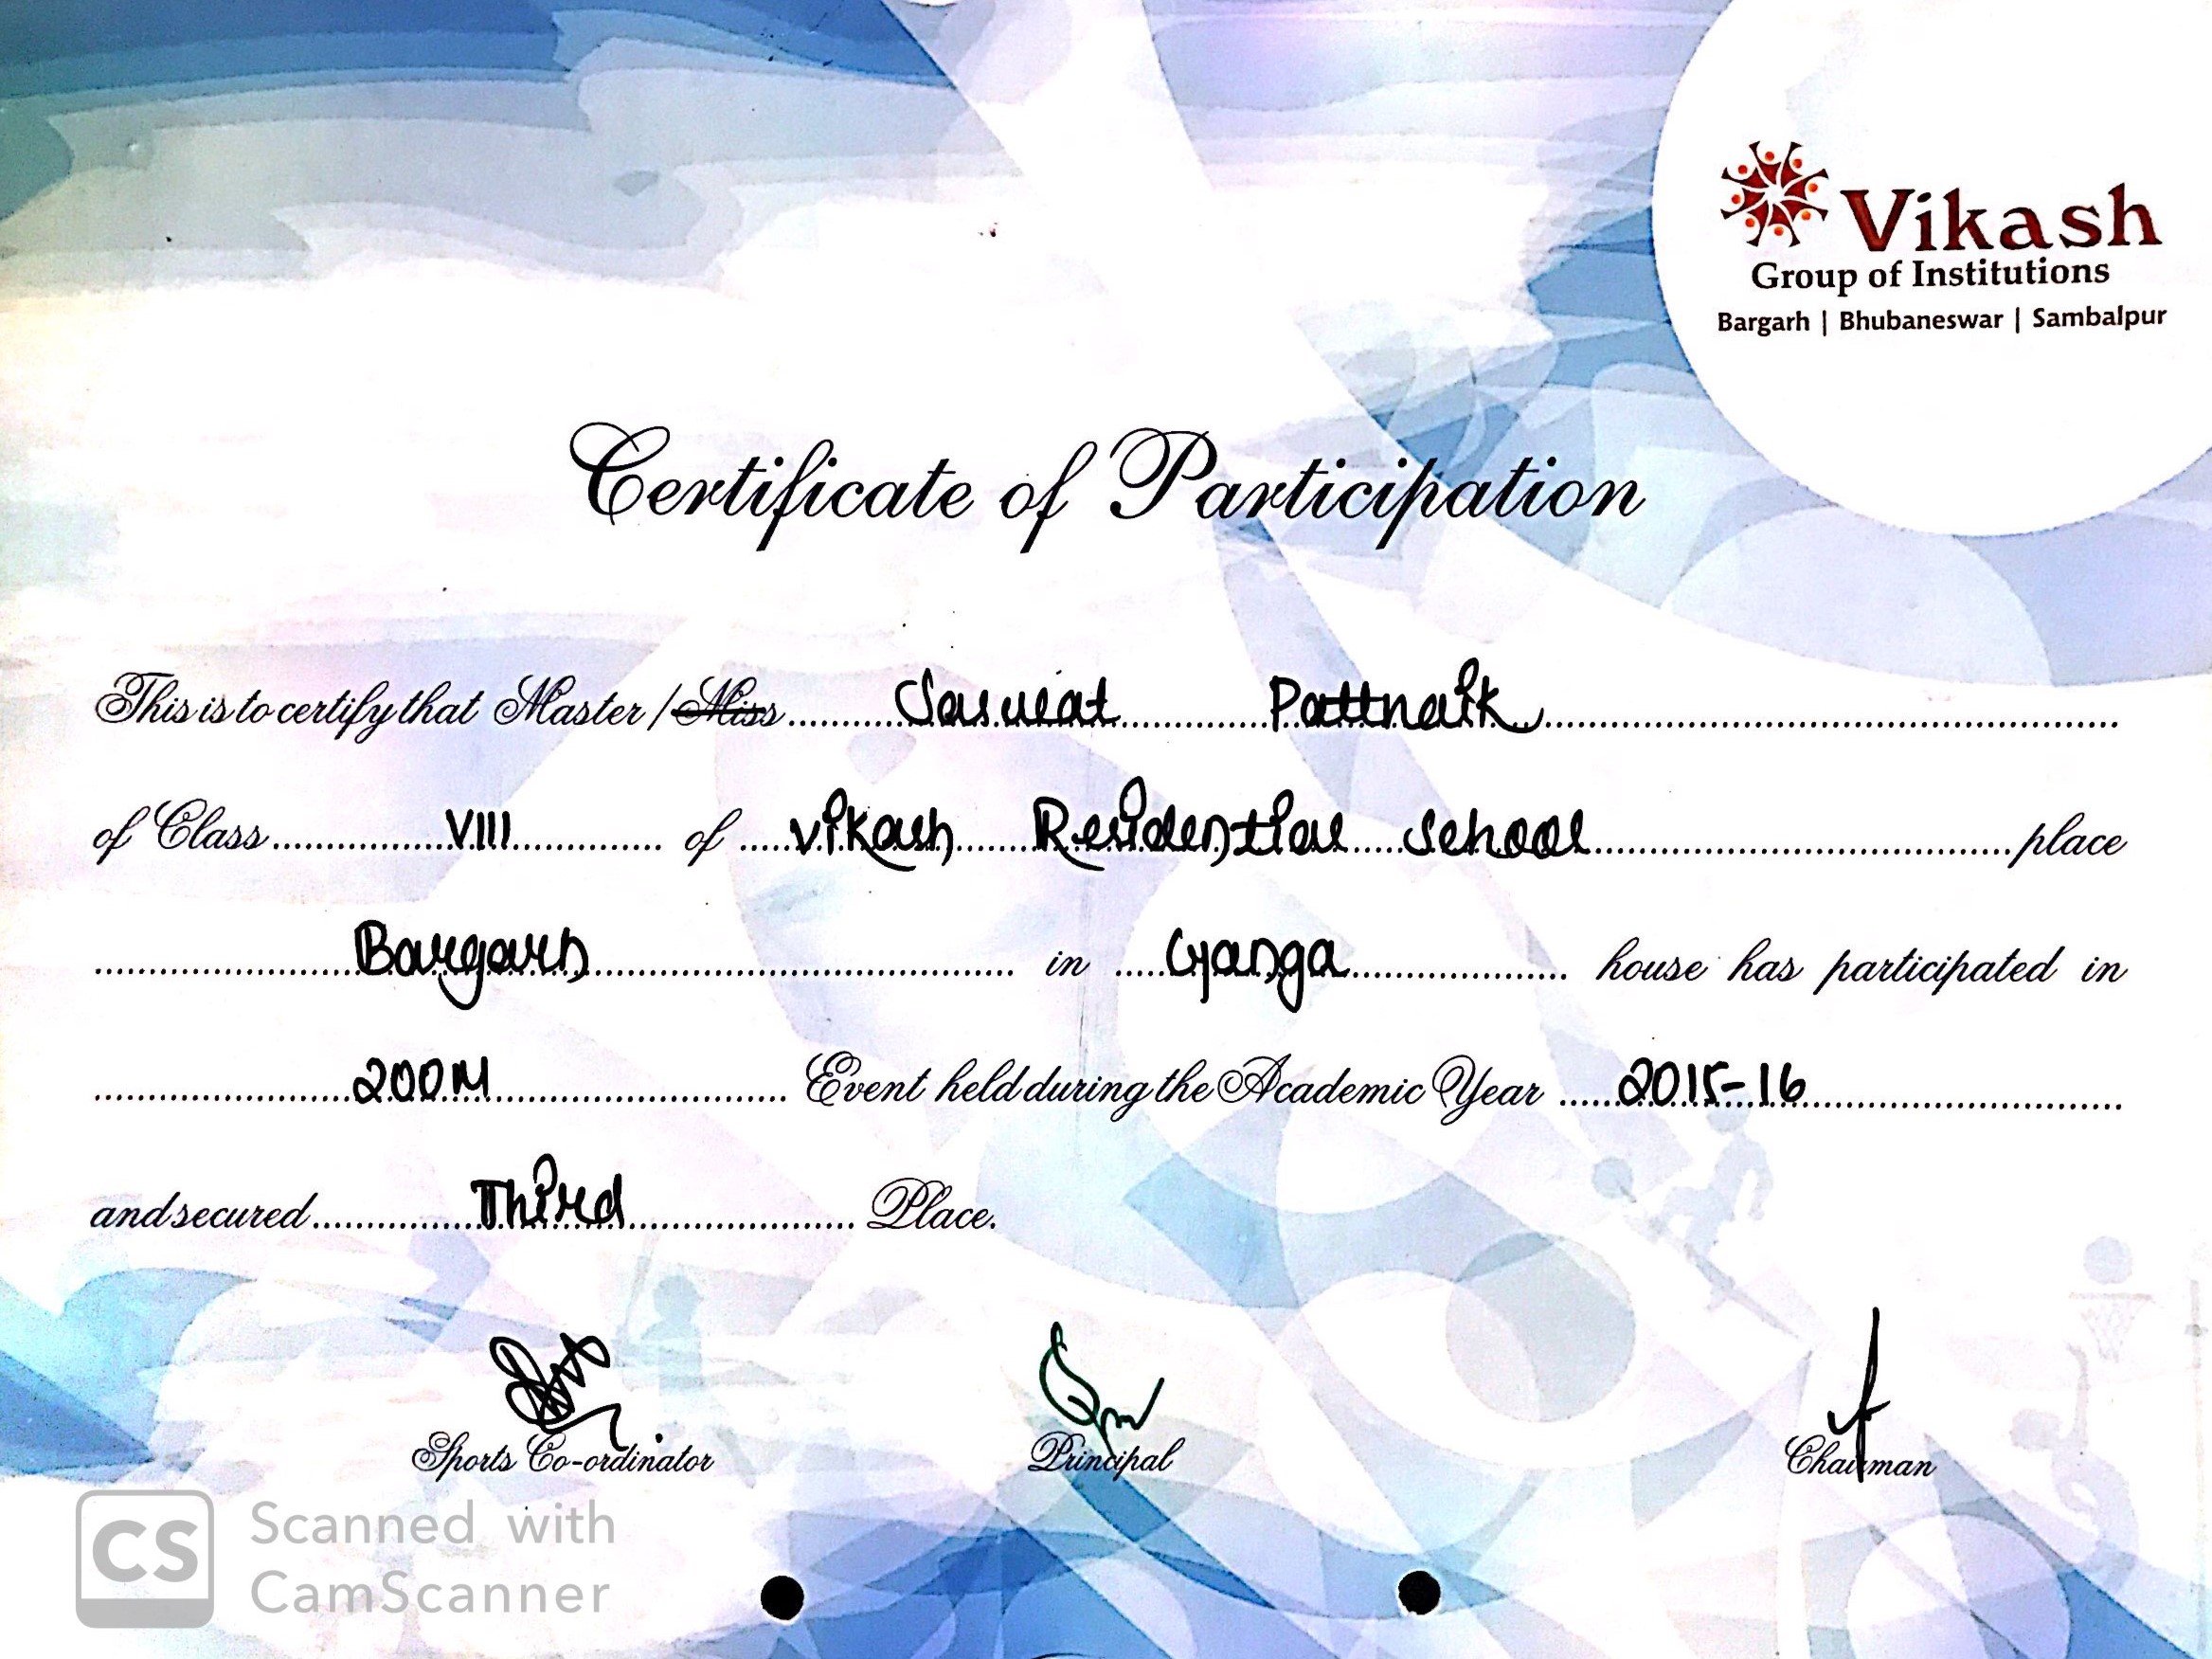 Vikash
Group of Institutions
Bargarh | Bhubaneswar | Sambalpur
Certificate of Participation
This is to certify that Master / Miss Saswat Pattnaik
of Class VIII of Vikash Residential School place
Bargarh in Ganga house has participated in
200M Event held during the Academic Year 2015-16
and secured Third Place.
Sports Co-ordinator Principal Chairman
CS Scanned with
CamScanner